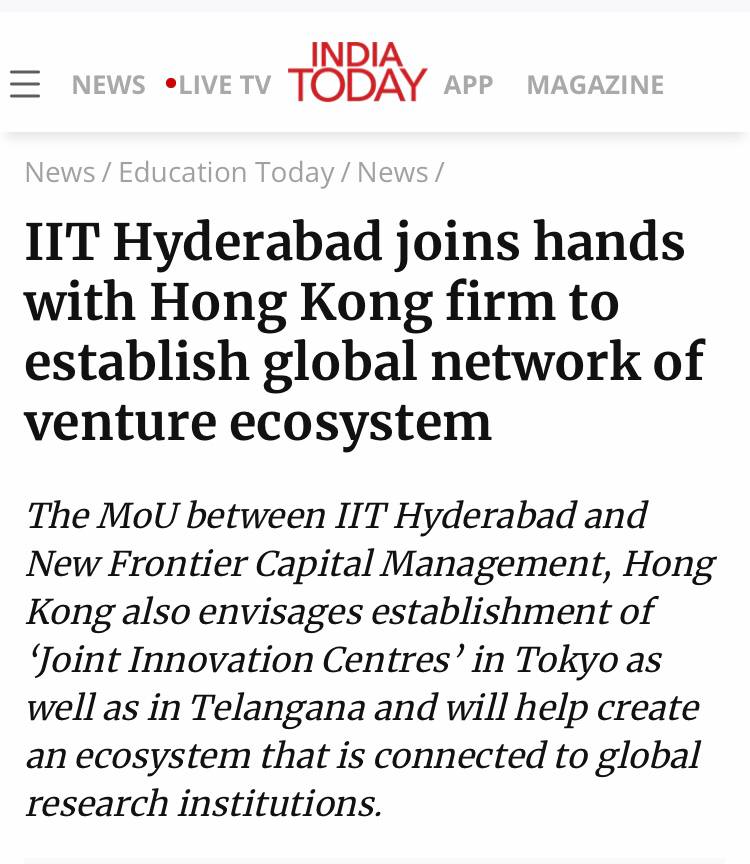 NEWS •LIVE TV INDIA TODAY APP MAGAZINE
News / Education Today / News /
IIT Hyderabad joins hands
with Hong Kong firm to
establish global network of
venture ecosystem
The MoU between IIT Hyderabad and
New Frontier Capital Management, Hong
Kong also envisages establishment of
‘Joint Innovation Centres’ in Tokyo as
well as in Telangana and will help create
an ecosystem that is connected to global
research institutions.